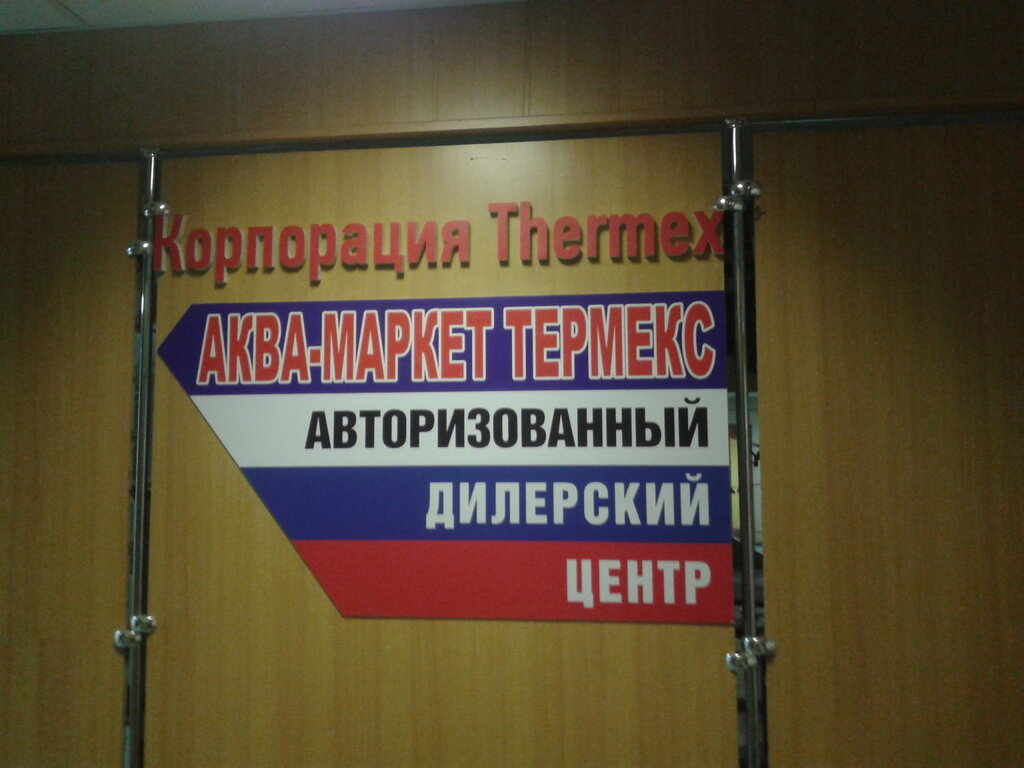 Корпорация Thermex
АКВА-МАРКЕТ ТЕРМЕКС
АВТОРИЗОВАННЫЙ
ДИЛЕРСКИЙ
ЦЕНТР